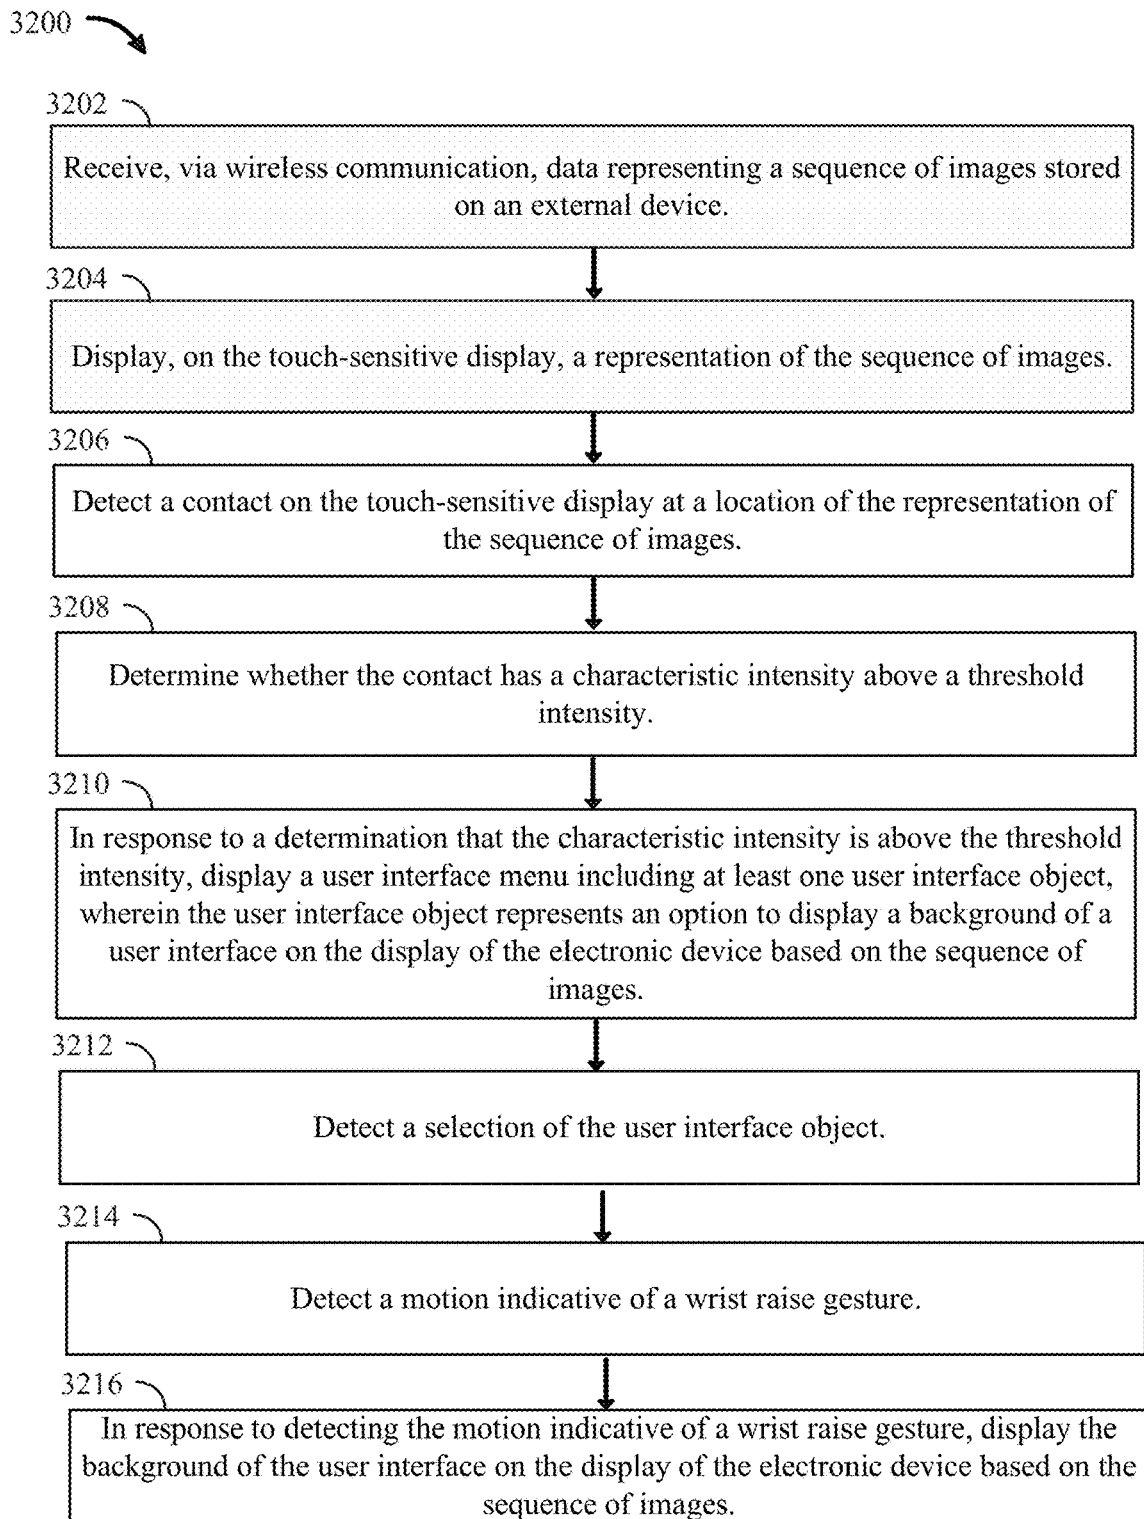 3200
3202
Receive, via wireless communication, data representing a sequence of images stored
on an external device.
3204
Display, on the touch-sensitive display, a representation of the sequence of images.
3206
Detect a contact on the touch-sensitive display at a location of the representation of
the sequence of images.
3208
Determine whether the contact has a characteristic intensity above a threshold
intensity.
3210
In response to a determination that the characteristic intensity is above the threshold
intensity, display a user interface menu including at least one user interface object,
wherein the user interface object represents an option to display a background of a
user interface on the display of the electronic device based on the sequence of
images.
3212
Detect a selection of the user interface object.
3214
Detect a motion indicative of a wrist raise gesture.
3216
In response to detecting the motion indicative of a wrist raise gesture, display the
background of the user interface on the display of the electronic device based on the
sequence of images.